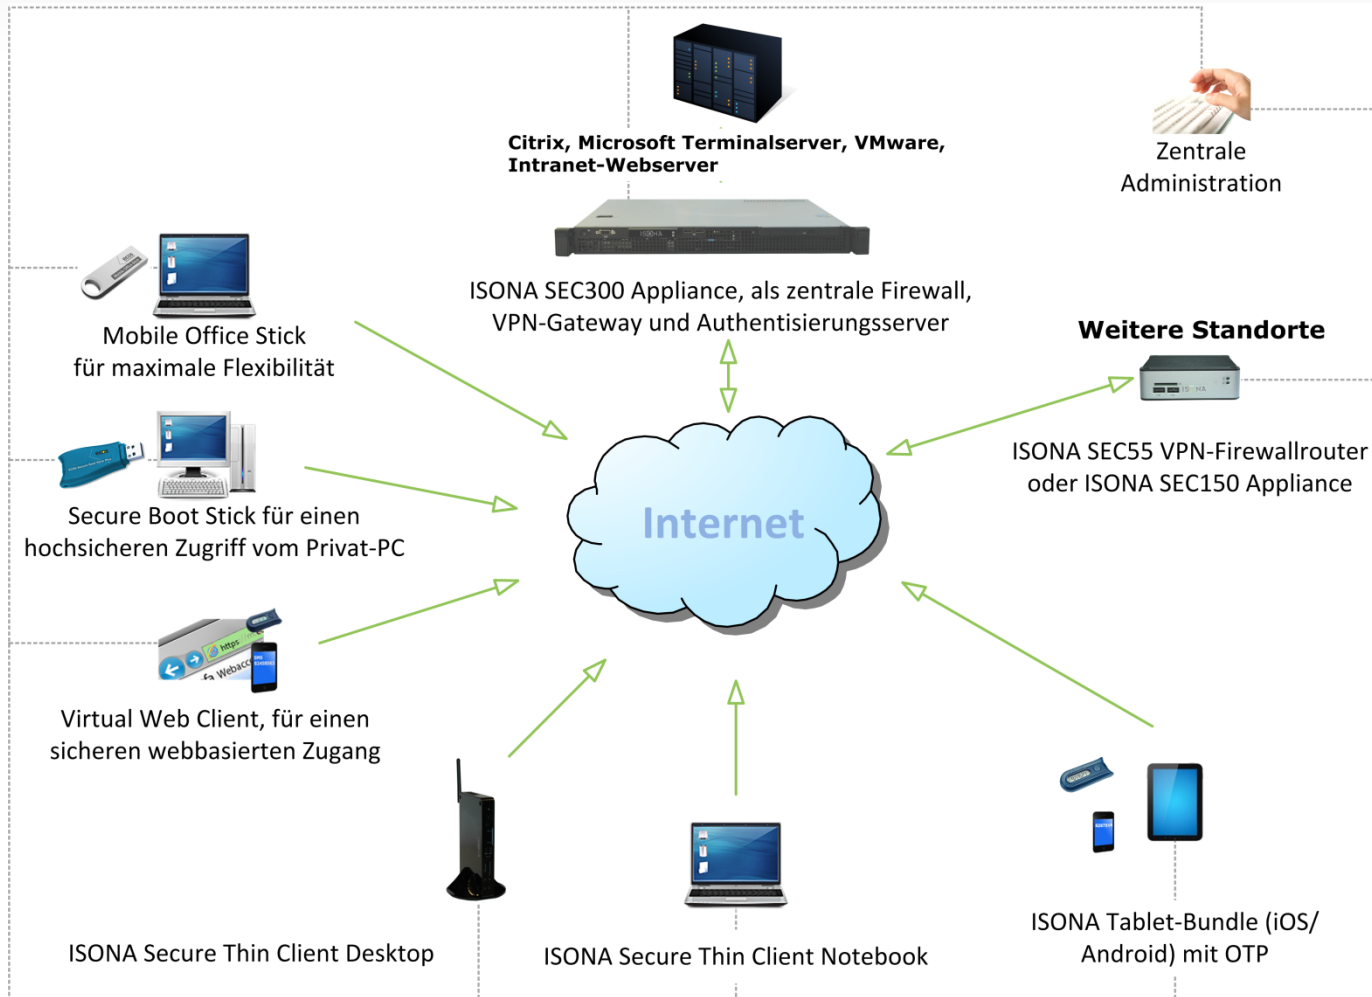 Citrix, Microsoft Terminalserver, VMware,
Intranet-Webserver
Zentrale
Administration
ISONA SEC300 Appliance, als zentrale Firewall,
VPN-Gateway und Authentisierungsserver
Mobile Office Stick
für maximale Flexibilität
Weitere Standorte
ISONA SEC55 VPN-Firewallrouter
oder ISONA SEC150 Appliance
Secure Boot Stick für einen
hochsicheren Zugriff vom Privat-PC
Internet
https
Webacc
Virtual Web Client, für einen
sicheren webbasierten Zugang
ISONA Secure Thin Client Desktop
ISONA Secure Thin Client Notebook
ISONA Tablet-Bundle (iOS/
Android) mit OTP